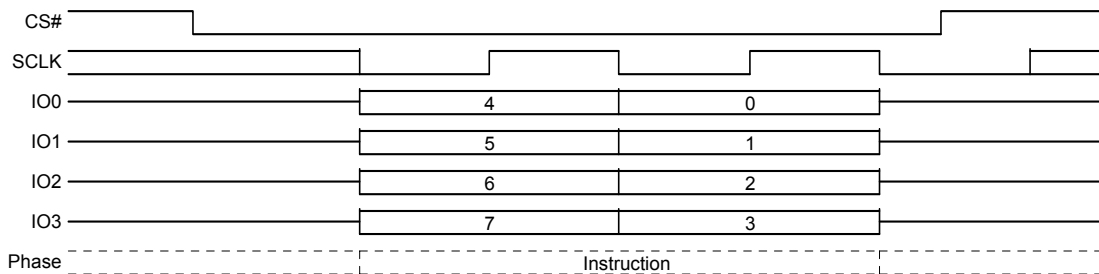 CS#
SCLK
IO0 4 0
IO1 5 1
IO2 6 2
IO3 7 3
Phase Instruction